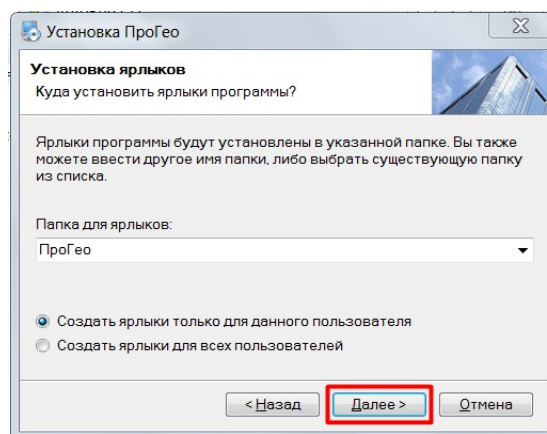 Установка ПроГео
Установка ярлыков
Куда установить ярлыки программы?
Ярлыки программы будут установлены в указанной папке. Вы также
можете ввести другое имя папки, либо выбрать существующую папку
из списка.
Папка для ярлыков:
ПроГео
Создать ярлыки только для данного пользователя
Создать ярлыки для всех пользователей
< Назад
Далее >
Отмена